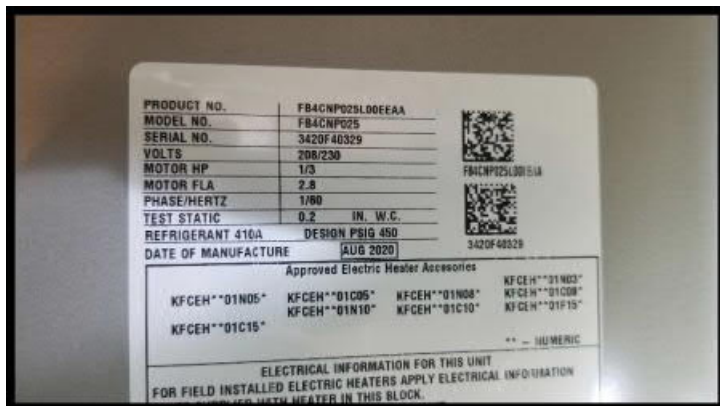 PRODUCT NO. FB4CNP025L00EEAA
MODEL NO. FB4CNP025
SERIAL NO. 3420F40329
VOLTS 208/230
MOTOR HP 1/3
MOTOR FLA 2.8
PHASE/HERTZ 1/60
TEST STATIC 0.2 IN. W.C.
REFRIGERANT 410A DESIGN PSIG 450
DATE OF MANUFACTURE AUG 2020
FB4CNP025L00EEAA
3420F40329
Approved Electric Heater Accesories
KFCEH**01N03*
KFCEH**01N05* KFCEH**01C05* KFCEH**01N08* KFCEH**01C08*
KFCEH**01N10* KFCEH**01C10* KFCEH**01F15*
KFCEH**01C15*
** – NUMERIC
ELECTRICAL INFORMATION FOR THIS UNIT
FOR FIELD INSTALLED ELECTRIC HEATERS APPLY ELECTRICAL INFORMATION
SUPPLIED WITH HEATER IN THIS BLOCK.